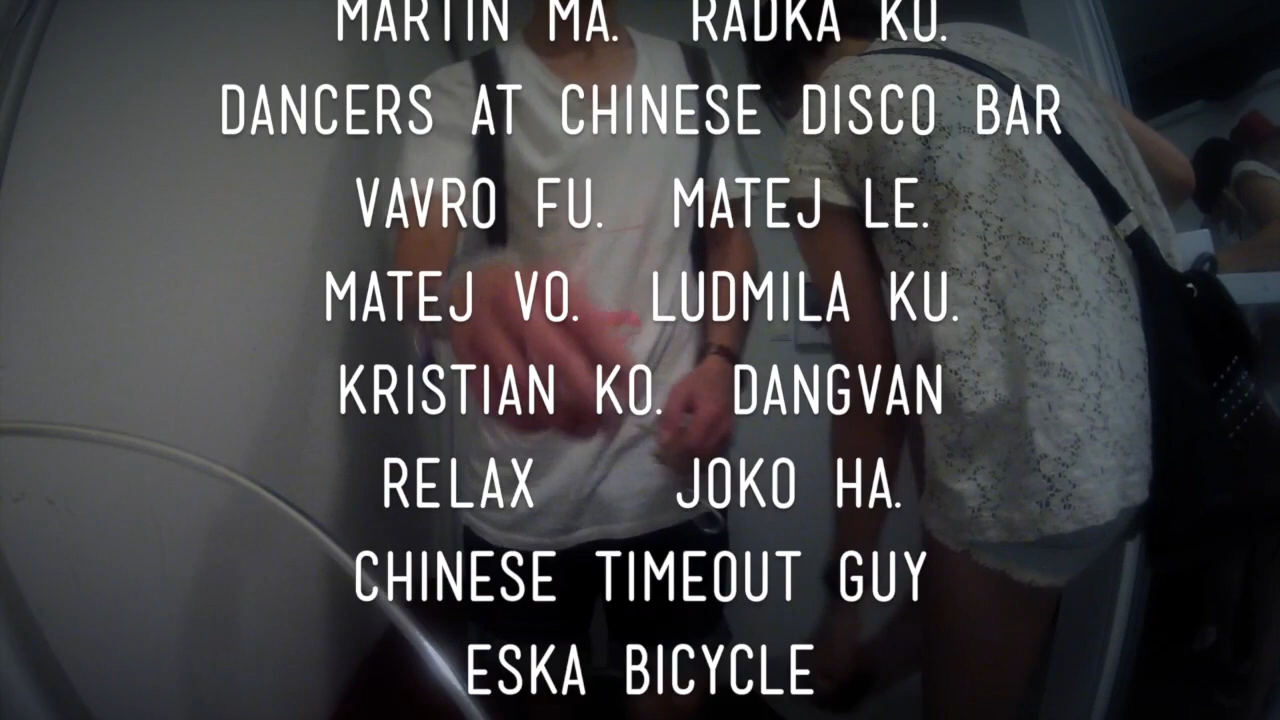 MARTIN MA. RADKA KU.
DANCERS AT CHINESE DISCO BAR
VAVRO FU. MATEJ LE.
MATEJ VO. LUDMILA KU.
KRISTIAN KO. DANGVAN
RELAX JOKO HA.
CHINESE TIMEOUT GUY
ESKA BICYCLE